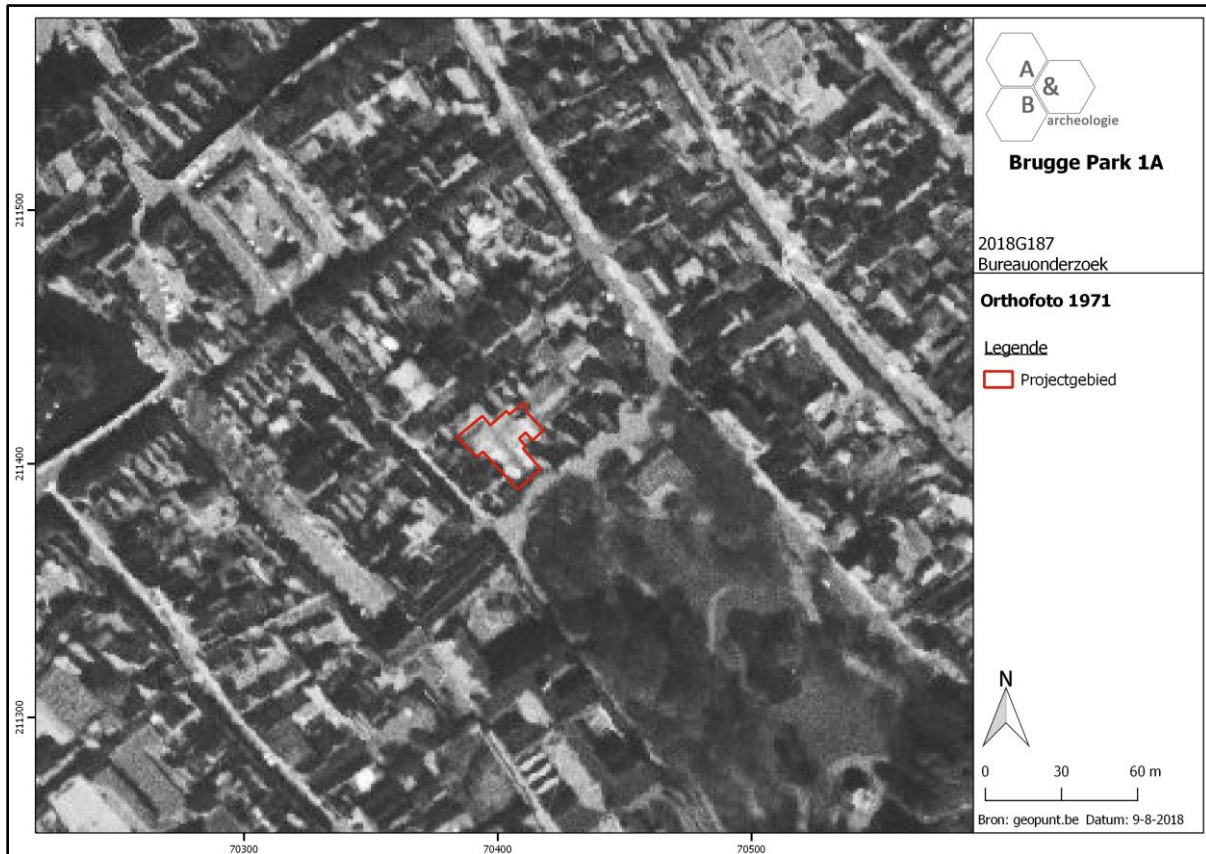 A
&
B
archeologie
Brugge Park 1A
2018G187
Bureauonderzoek
Orthofoto 1971
Legende
Projectgebied
N
0 30 60 m
Bron: geopunt.be Datum: 9-8-2018
211500
211400
211300
70300 70400 70500